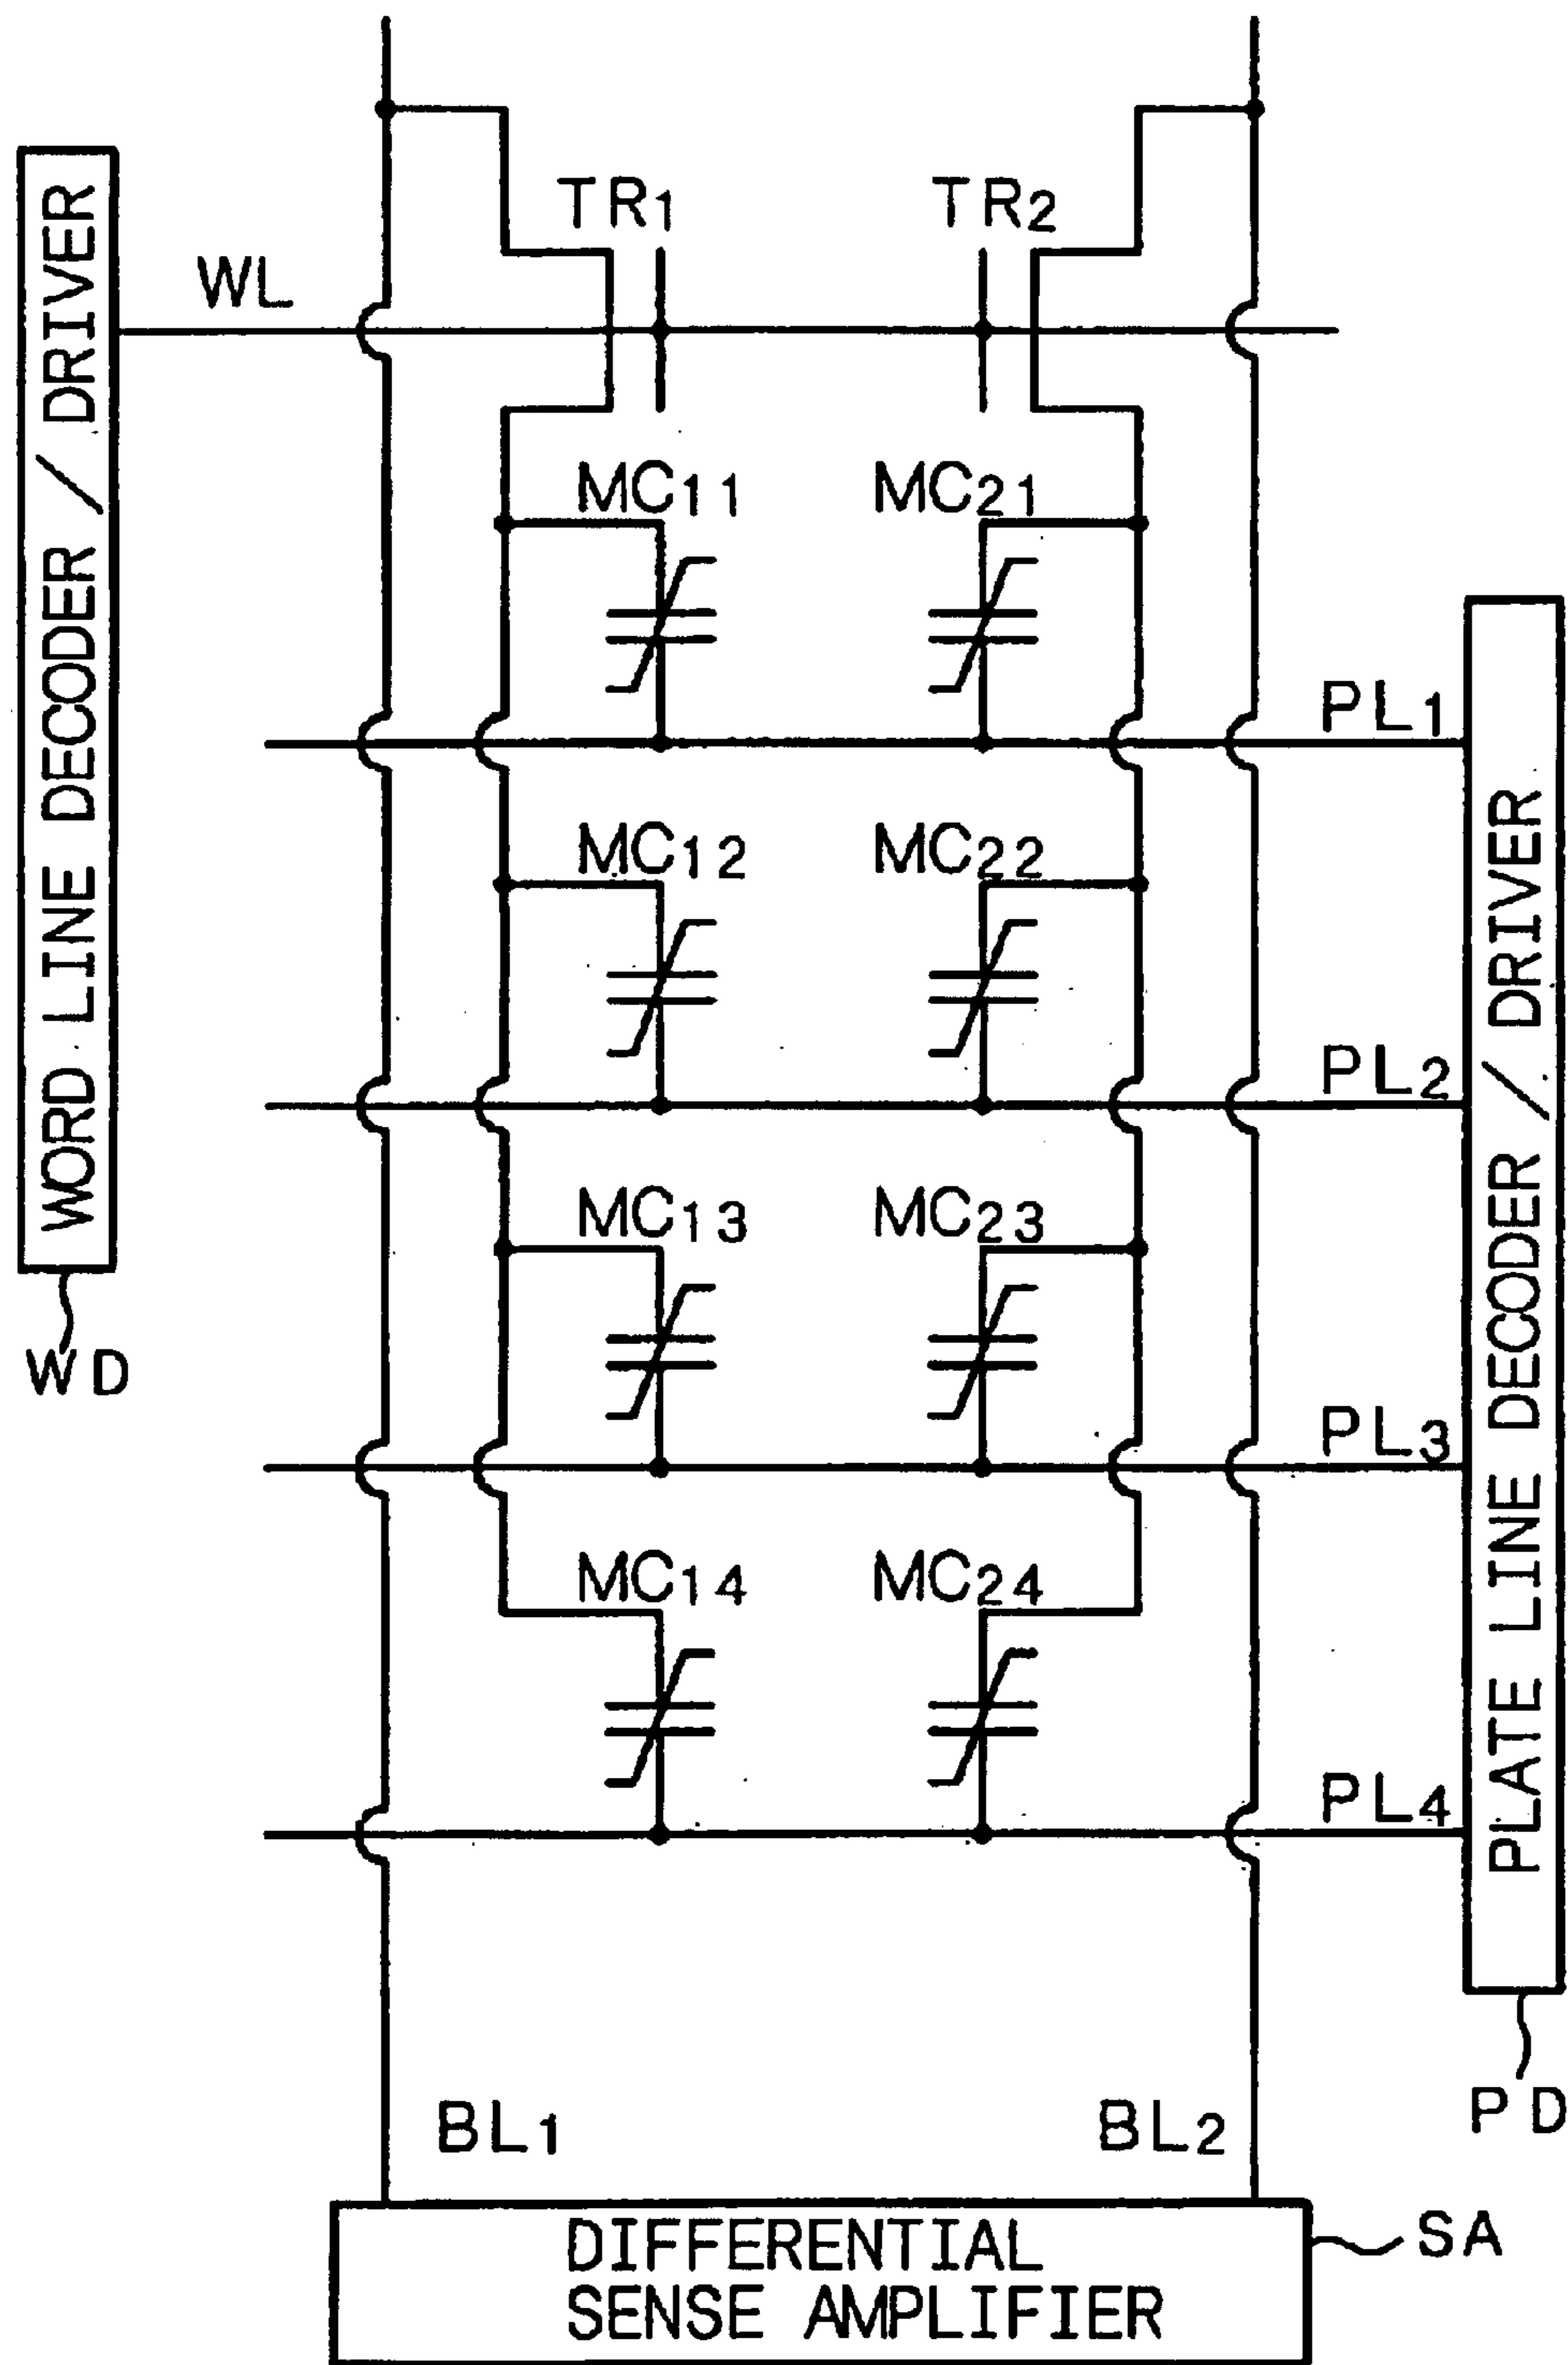 TR1 TR2
WL
WORD LINE DECODER / DRIVER
WD
MC11 MC21
PL1
MC12 MC22
PL2
MC13 MC23
PL3
MC14 MC24
PL4
PLATE LINE DECODER / DRIVER
PD
BL1 BL2
DIFFERENTIAL
SENSE AMPLIFIER
SA